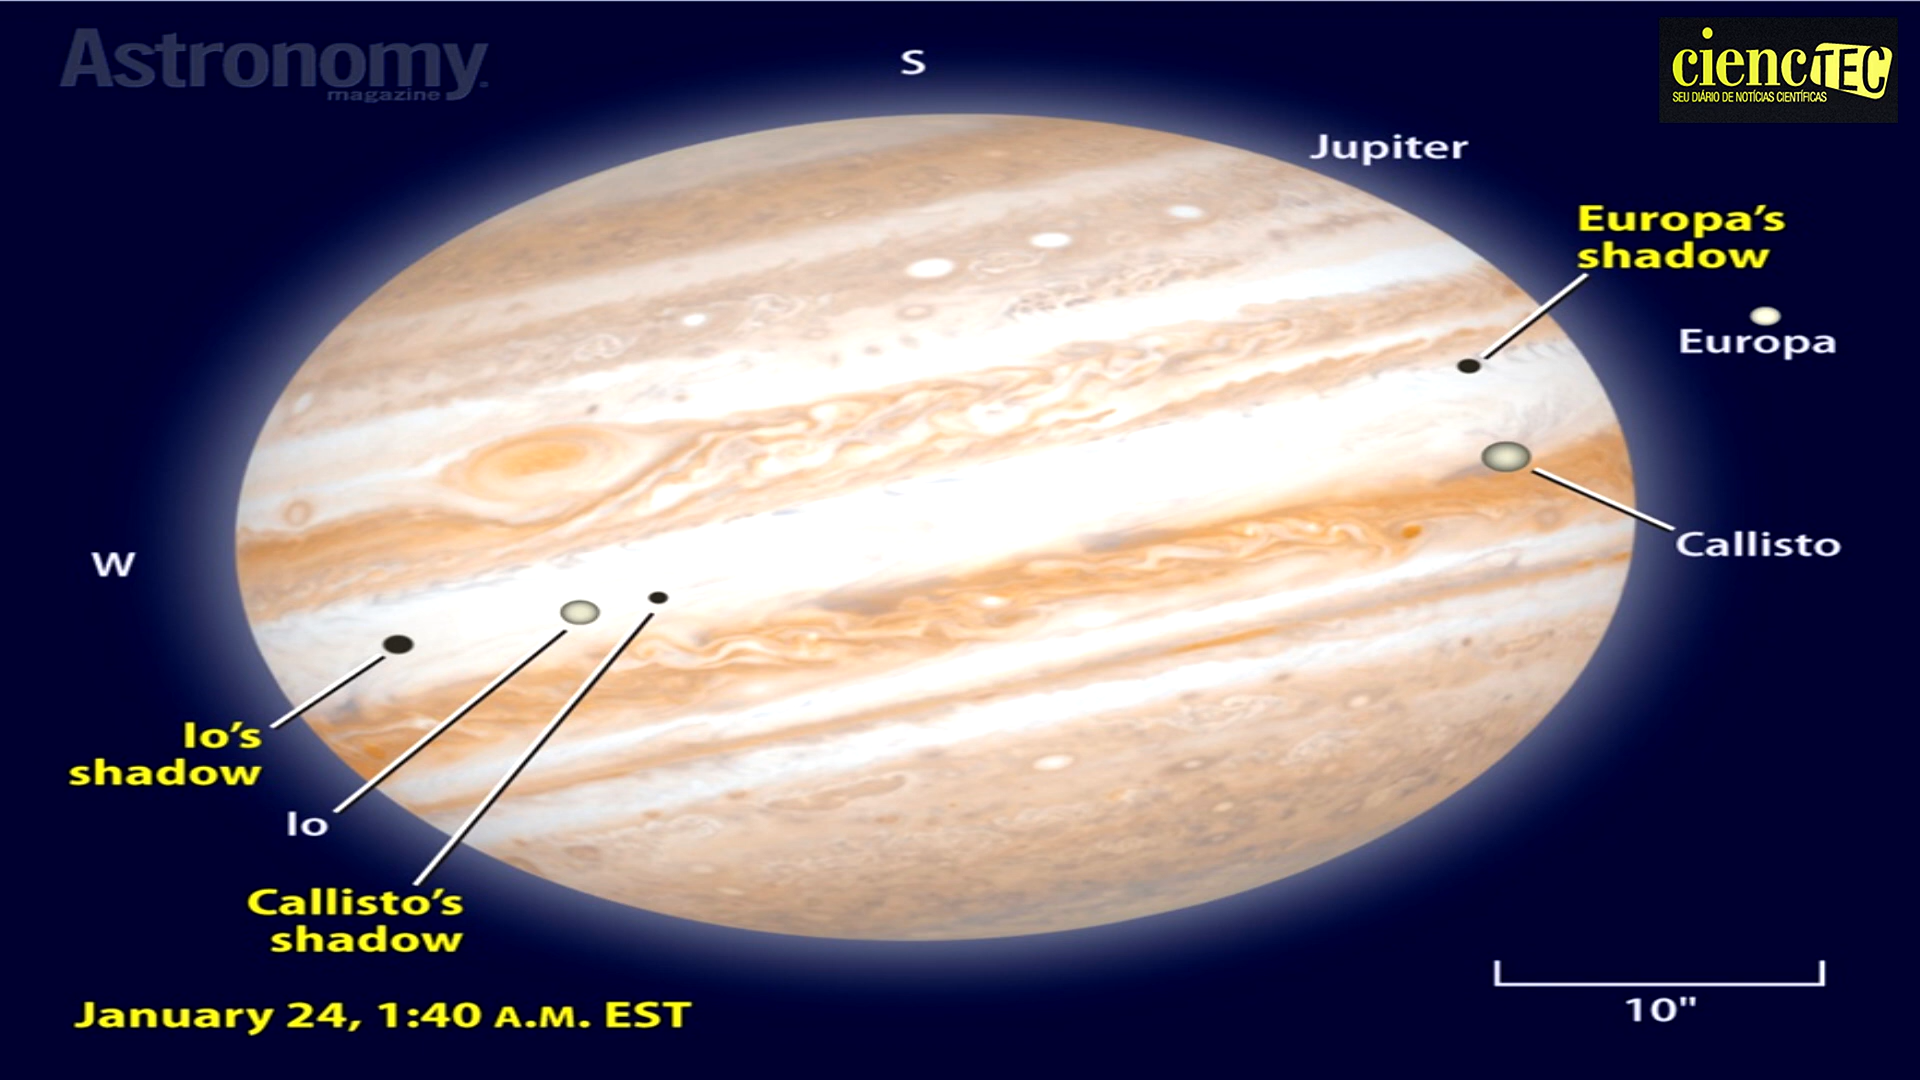 Astronomy
magazine
S
ciencTEC
SEU DIÁRIO DE NOTÍCIAS CIENTÍFICAS
Jupiter
Europa’s
shadow
Europa
Callisto
W
Io’s
shadow
Io
Callisto’s
shadow
10"
January 24, 1:40 A.M. EST